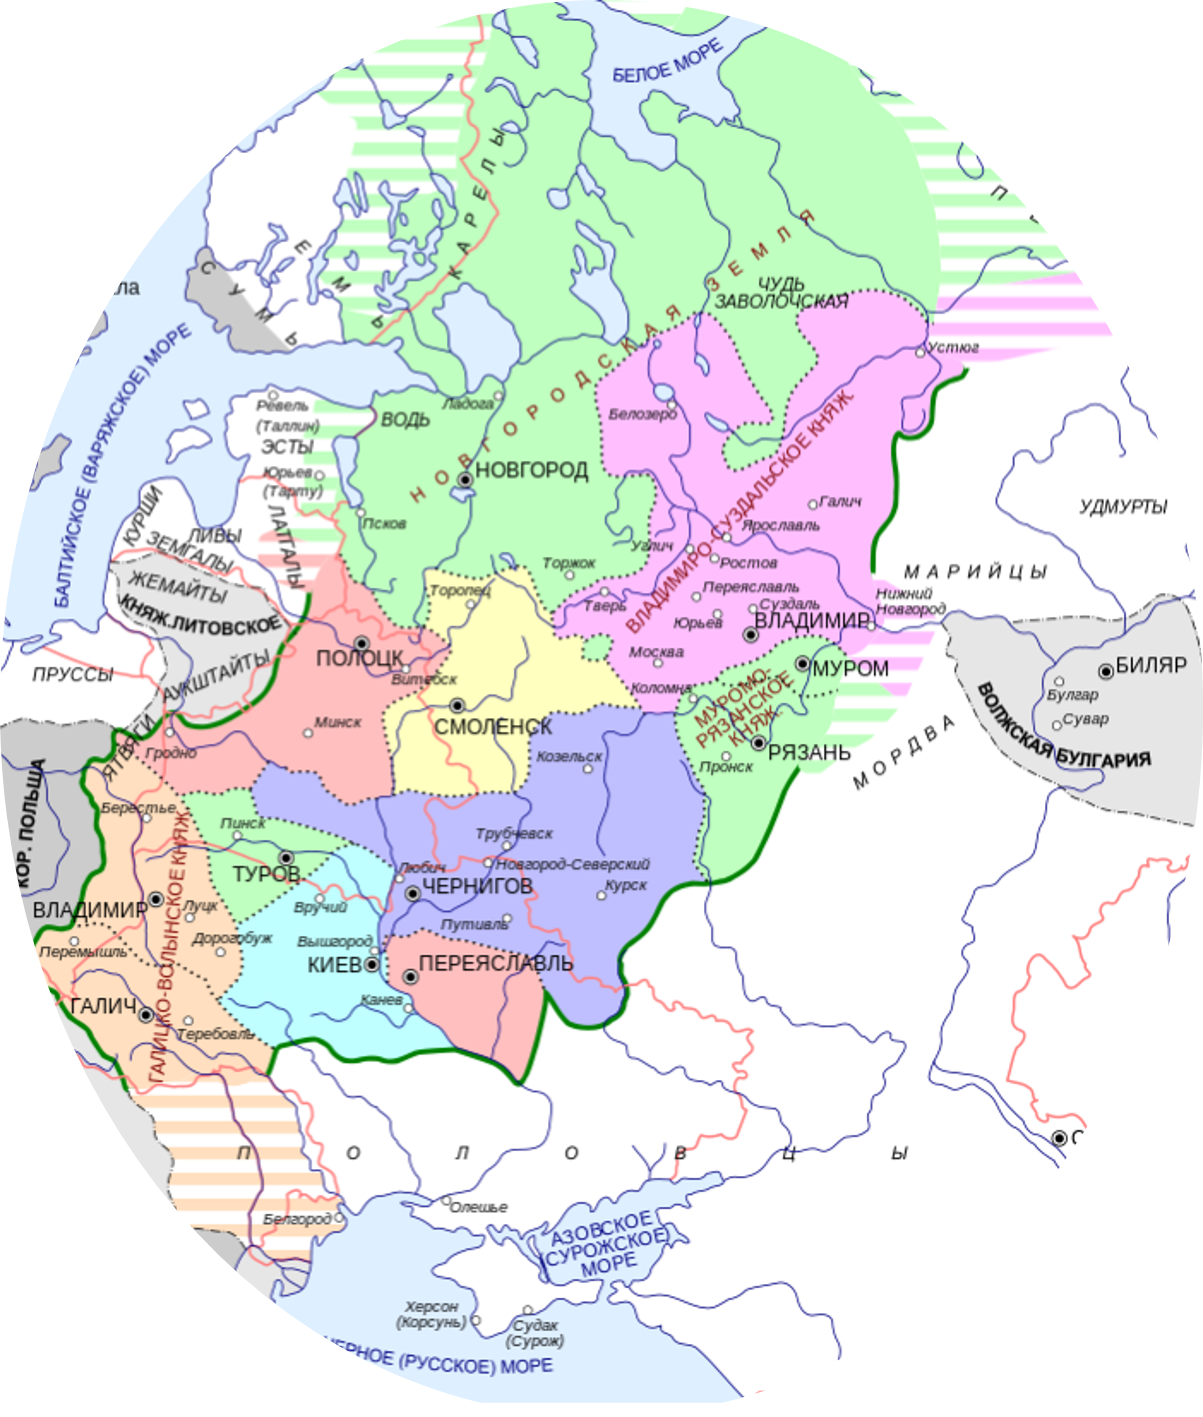 БЕЛОЕ МОРЕ
КАРЕЛЫ
П
ЕМЬ
СУМЬ
ла
НОВГОРОДСКАЯ ЗЕМЛЯ
ЧУДЬ
ЗАВОЛОЧСКАЯ
БАЛТИЙСКОЕ (ВАРЯЖСКОЕ) МОРЕ
Устюг
Ревель
(Таллин)
ВОДЬ
Ладога
Белозеро
ЭСТЫ
Юрьев
(Тарту)
НОВГОРОД
ВЛАДИМИРО-СУЗДАЛЬСКОЕ КНЯЖ.
Галич
УДМУРТЫ
КУРШИ
ЛИВЫ
ЗЕМГАЛЫ
ЛАТГАЛЫ
Псков
Ярославль
Углич
Ростов
Торжок
МАРИЙЦЫ
ЖЕМАЙТЫ
КНЯЖ.ЛИТОВСКОЕ
АУКШТАЙТЫ
Торопец
Тверь
Переяславль
Суздаль
Юрьев
ВЛАДИМИР
Нижний
Новгород
ПРУССЫ
ПОЛОЦК
Витебск
Москва
МУРОМ
БИЛЯР
Коломна
МУРОМО-
РЯЗАНСКОЕ
КНЯЖ.
Булгар
Сувар
ВОЛЖСКАЯ БУЛГАРИЯ
ЯТВЯГИ
Гродно
Минск
СМОЛЕНСК
Козельск
РЯЗАНЬ
Пронск
МОРДВА
КОР. ПОЛЬША
Берестье
Пинск
ТУРОВ
Трубчевск
Новгород-Северский
Любич
ЧЕРНИГОВ
Курск
ВЛАДИМИР
Луцк
Вручий
Путивль
Перемышль
Дорогобуж
Вышгород
КИЕВ
ПЕРЕЯСЛАВЛЬ
ГАЛИЦКО-ВОЛЫНСКОЕ КНЯЖ.
ГАЛИЧ
Теребовль
Канев
ПОЛОВЦЫ
Белгород
Олешье
АЗОВСКОЕ
(СУРОЖСКОЕ)
МОРЕ
Херсон
(Корсунь)
Судак
(Сурож)
ЧЕРНОЕ (РУССКОЕ) МОРЕ